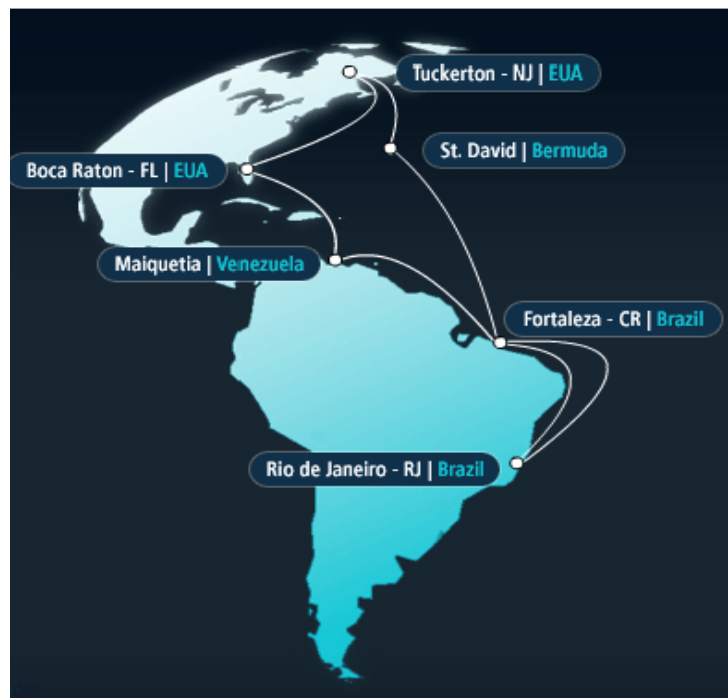 Tuckerton - NJ | EUA
St. David | Bermuda
Boca Raton - FL | EUA
Maiquetia | Venezuela
Fortaleza - CR | Brazil
Rio de Janeiro - RJ | Brazil